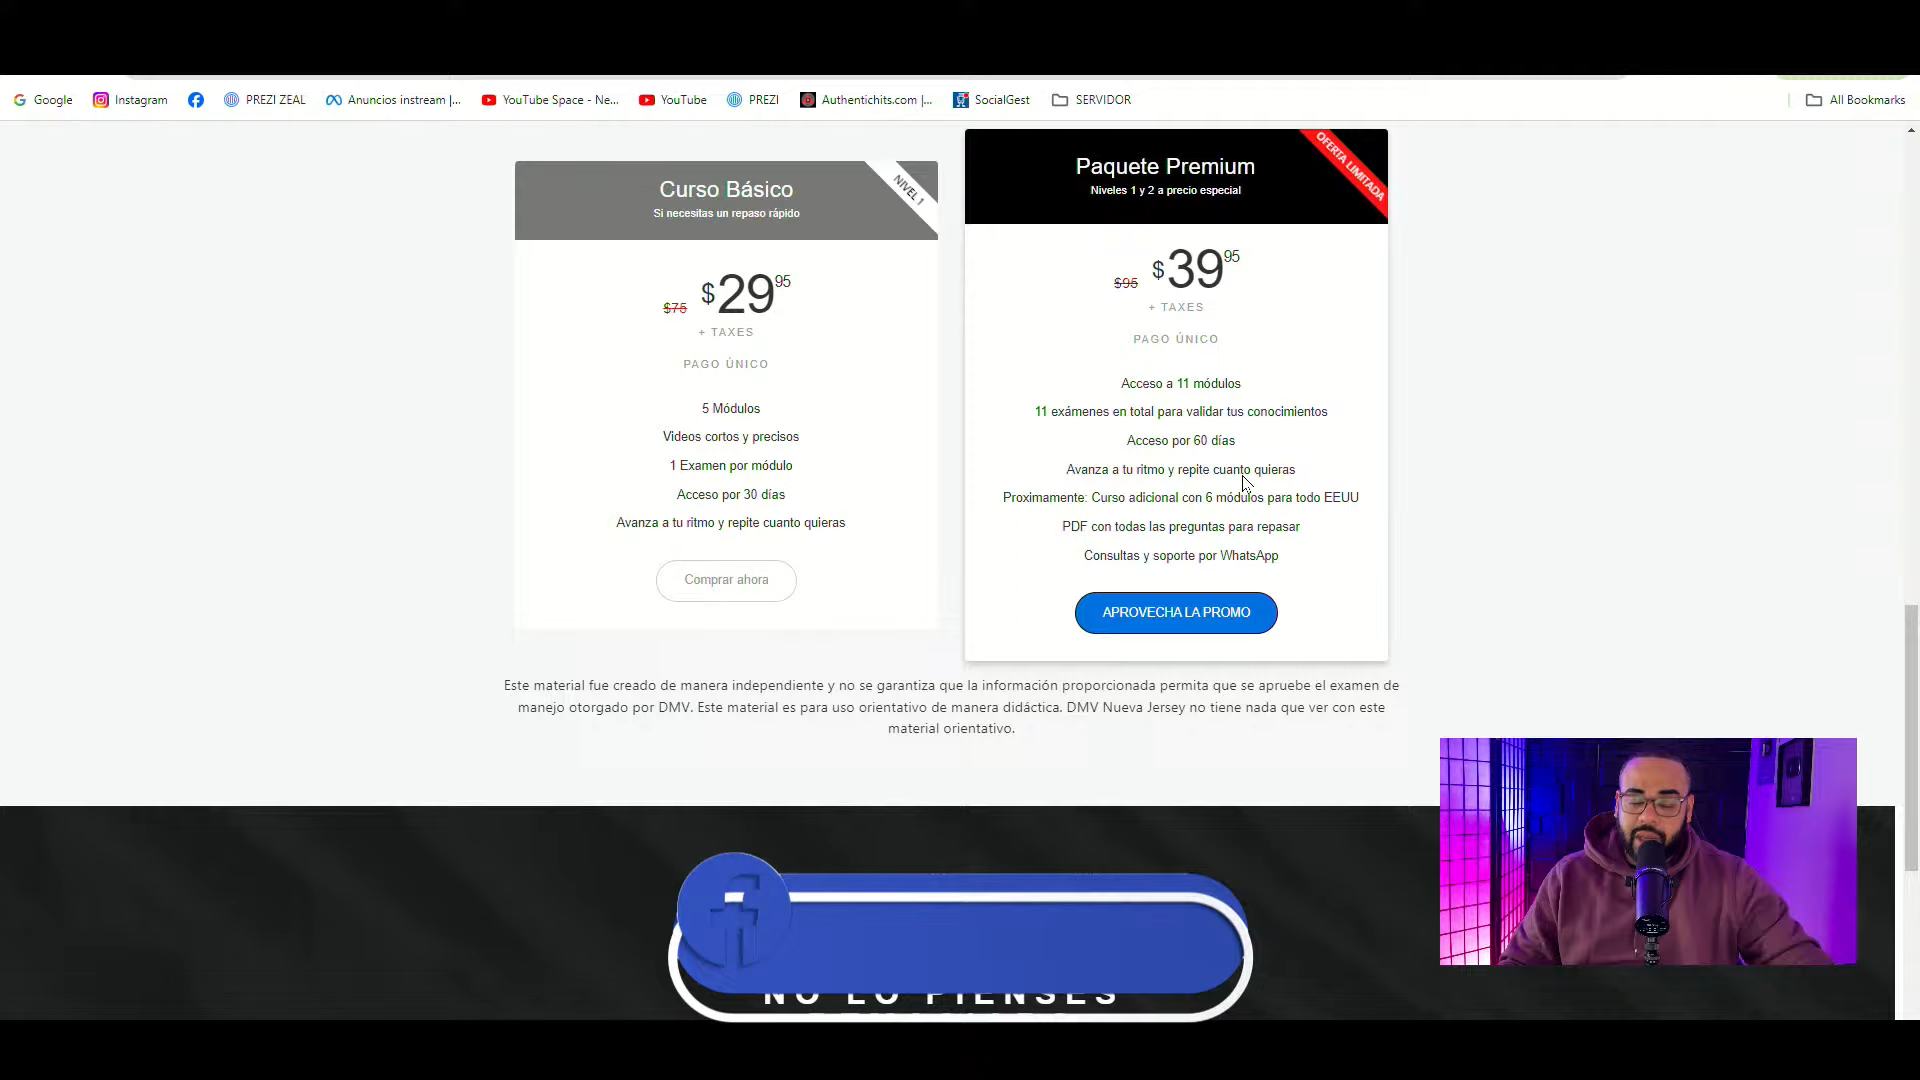 Google
Instagram
PREZI ZEAL
Anuncios instream |...
YouTube Space - Ne...
YouTube
PREZI
Authentichits.com |...
SocialGest
SERVIDOR
All Bookmarks
Curso Básico
Si necesitas un repaso rápido
NIVEL 1
$75 $29 95
+ TAXES
PAGO ÚNICO
5 Módulos
Videos cortos y precisos
1 Examen por módulo
Acceso por 30 días
Avanza a tu ritmo y repite cuanto quieras
Comprar ahora
Paquete Premium
Niveles 1 y 2 a precio especial
OFERTA LIMITADA
$95 $39 95
+ TAXES
PAGO ÚNICO
Acceso a 11 módulos
11 exámenes en total para validar tus conocimientos
Acceso por 60 días
Avanza a tu ritmo y repite cuanto quieras
Proximamente: Curso adicional con 6 módulos para todo EEUU
PDF con todas las preguntas para repasar
Consultas y soporte por WhatsApp
APROVECHA LA PROMO
Este material fue creado de manera independiente y no se garantiza que la información proporcionada permita que se apruebe el examen de
manejo otorgado por DMV. Este material es para uso orientativo de manera didáctica. DMV Nueva Jersey no tiene nada que ver con este
material orientativo.
NO LO PIENSES